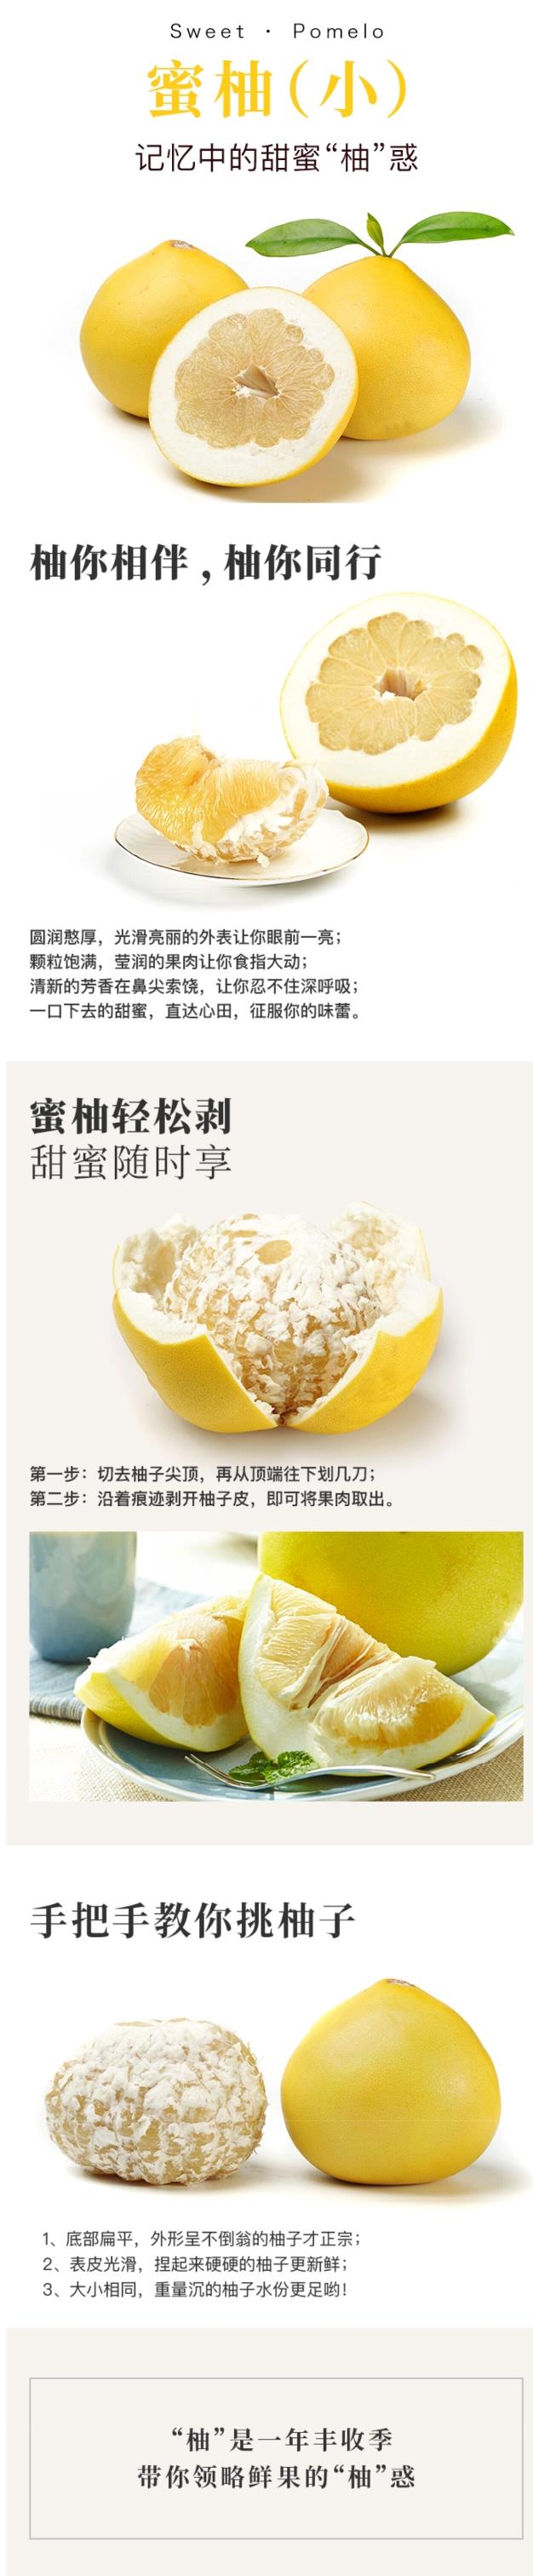 Sweet · Pomelo
蜜柚(小)
记忆中的甜蜜“柚”惑
柚你相伴,柚你同行
圆润憨厚，光滑亮丽的外表让你眼前一亮；
颗粒饱满，莹润的果肉让你食指大动；
清新的芳香在鼻尖索饶，让你忍不住深呼吸；
一口下去的甜蜜，直达心田，征服你的味蕾。
蜜柚轻松剥
甜蜜随时享
第一步：切去柚子尖顶，再从顶端往下划几刀；
第二步：沿着痕迹剥开柚子皮，即可将果肉取出。
手把手教你挑柚子
1、底部扁平，外形呈不倒翁的柚子才正宗；
2、表皮光滑，捏起来硬硬的柚子更新鲜；
3、大小相同，重量沉的柚子水份更足哟！
“柚”是一年丰收季
带你领略鲜果的“柚”惑